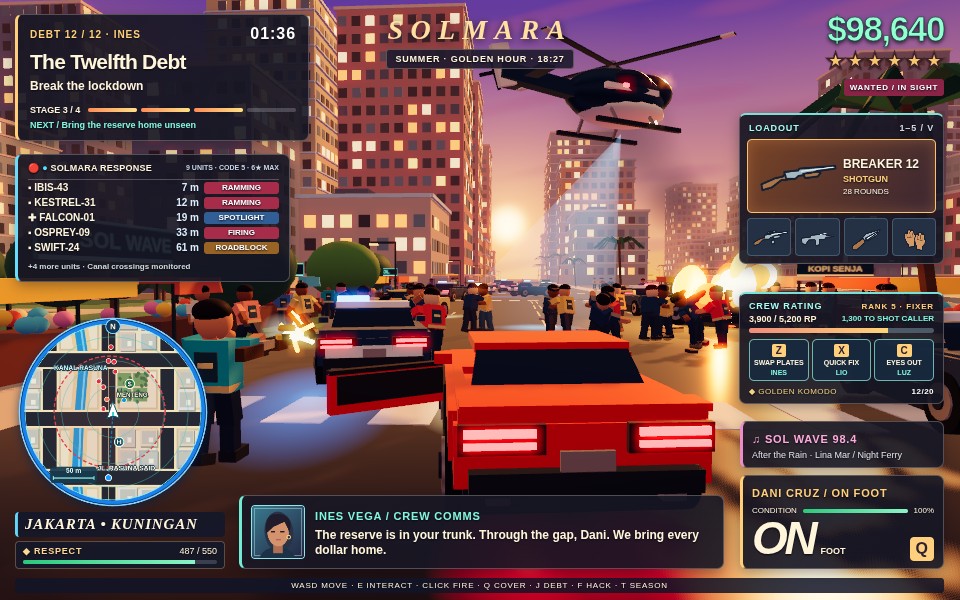 DEBT 12 / 12 · INES
01:36
The Twelfth Debt
Break the lockdown
STAGE 3 / 4
NEXT / Bring the reserve home unseen
SOLMARA
SUMMER · GOLDEN HOUR · 18:27
$98,640
★ ★ ★ ★ ★ ★
WANTED / IN SIGHT
SOLMARA RESPONSE
9 UNITS · CODE 5 · 6★ MAX
IBIS-43 7 m RAMMING
KESTREL-31 12 m RAMMING
FALCON-01 19 m SPOTLIGHT
OSPREY-09 33 m FIRING
SWIFT-24 61 m ROADBLOCK
+4 more units · Canal crossings monitored
SOL WAVE
LOADOUT
1–5 / V
BREAKER 12
SHOTGUN
28 ROUNDS
KOPI SENJA
CREW RATING
RANK 5 · FIXER
3,900 / 5,200 RP
1,300 TO SHOT CALLER
Z
SWAP PLATES
INES
X
QUICK FIX
LIO
C
EYES OUT
LUZ
◆ GOLDEN KOMODO
12/20
♫ SOL WAVE 98.4
After the Rain · Lina Mar / Night Ferry
DANI CRUZ / ON FOOT
CONDITION
100%
ON FOOT
Q
N
KANAL RASUNA
S
MENTENG
H
JL. RASUNA SAID
50 m
JAKARTA • KUNINGAN
◆ RESPECT
487 / 550
INES VEGA / CREW COMMS
The reserve is in your trunk. Through the gap, Dani. We bring every
dollar home.
WASD MOVE · E INTERACT · CLICK FIRE · Q COVER · J DEBT · F HACK · T SEASON